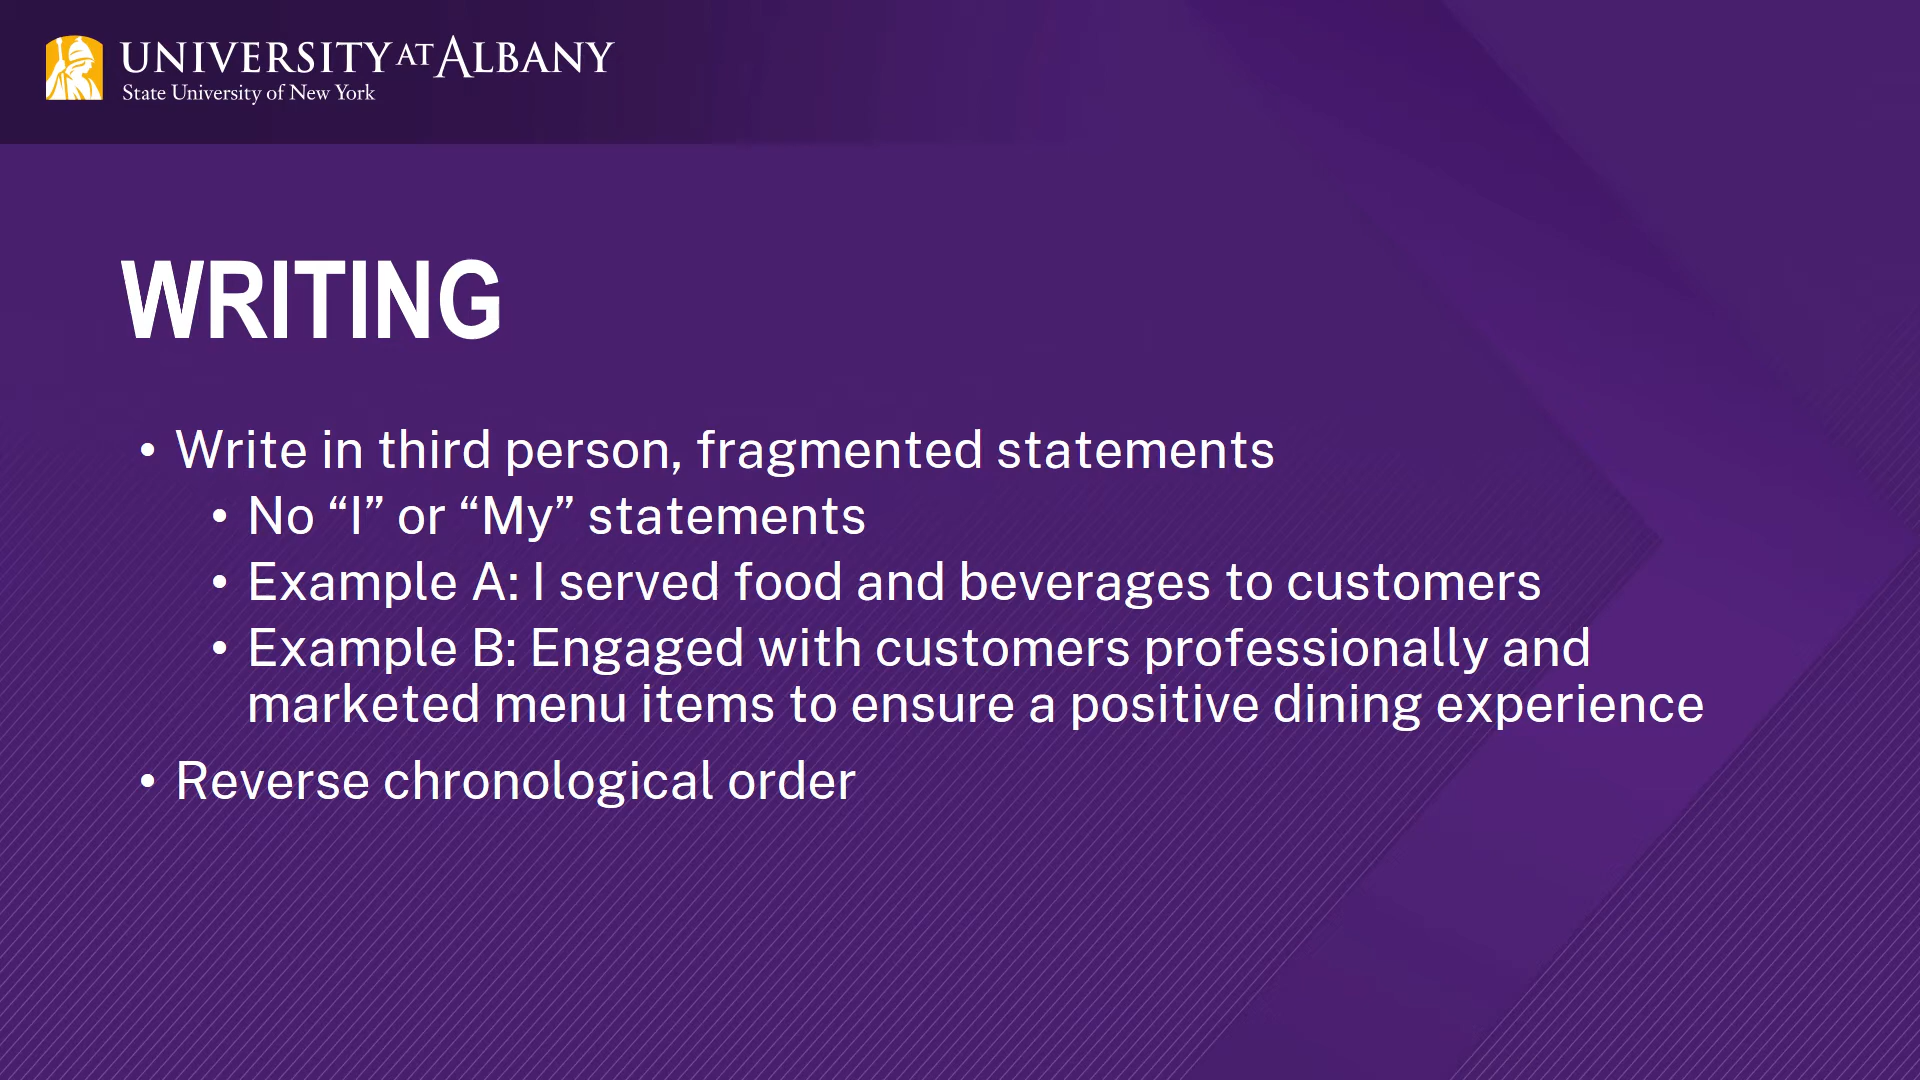 UNIVERSITY AT ALBANY
State University of New York
WRITING
• Write in third person, fragmented statements
• No “I” or “My” statements
• Example A: I served food and beverages to customers
• Example B: Engaged with customers professionally and
marketed menu items to ensure a positive dining experience
• Reverse chronological order